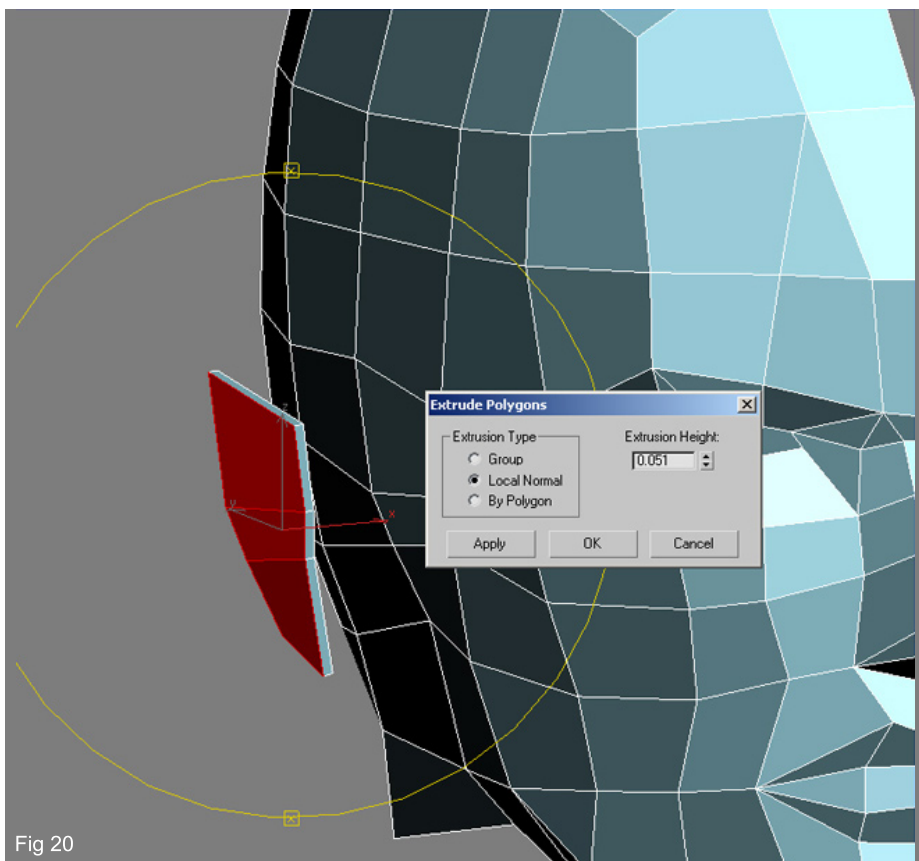 Extrude Polygons
Extrusion Type
Group
Local Normal
By Polygon
Extrusion Height:
0.051
Apply OK Cancel
z
y
x
Fig 20